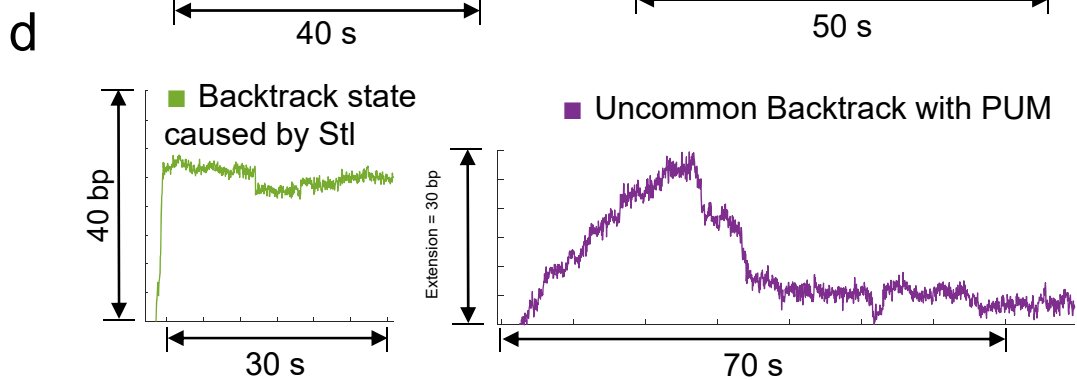 40 s
50 s
d
Backtrack state
caused by Stl
Uncommon Backtrack with PUM
40 bp
Extension = 30 bp
30 s
70 s